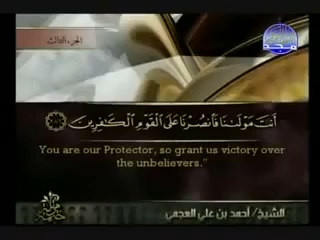 الجزء الثالث
المجد
أَنتَ مَوْلَىٰنَا فَٱنصُرْنَا عَلَى ٱلْقَوْمِ ٱلْكَٰفِرِينَ
You are our Protector, so grant us victory over
the unbelievers."
الشيخ/ أحمد بن علي العجمي